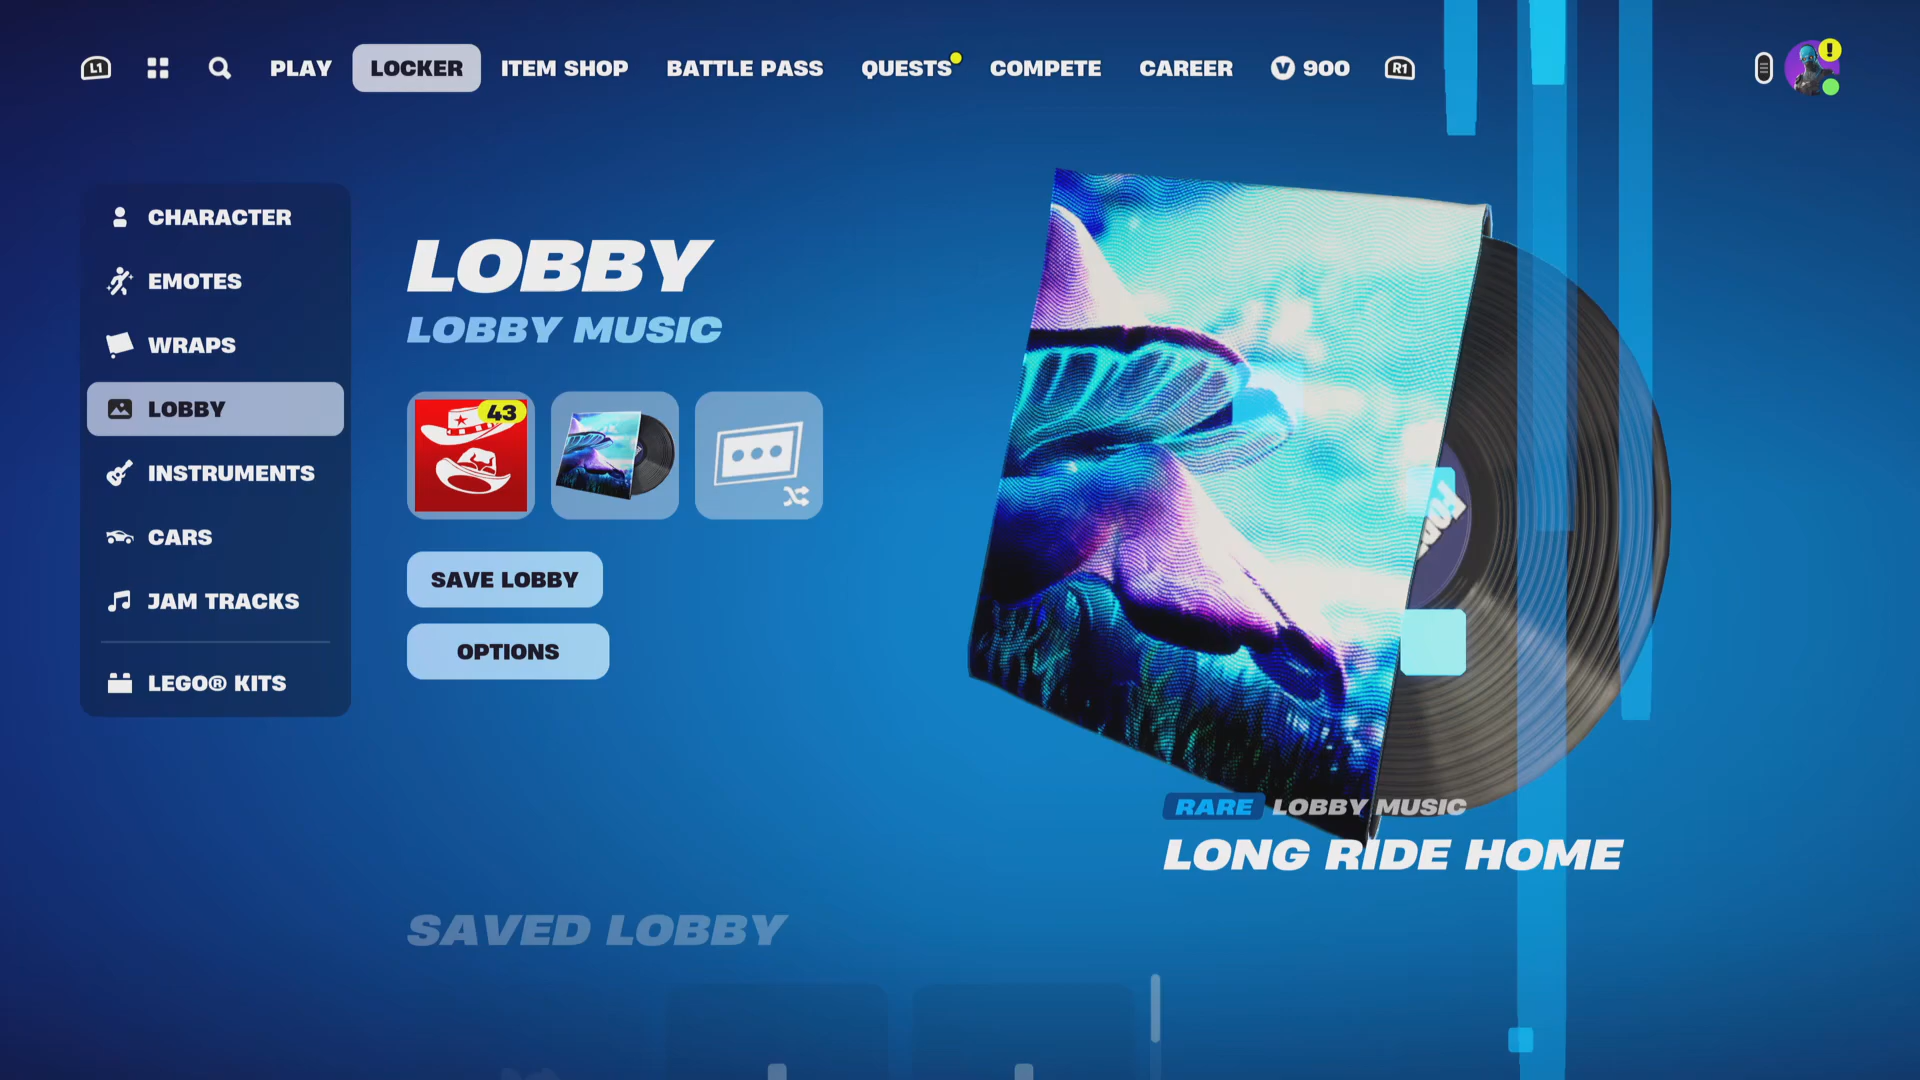 L1
PLAY
LOCKER
ITEM SHOP
BATTLE PASS
QUESTS
COMPETE
CAREER
V 900
R1
!
CHARACTER
EMOTES
WRAPS
LOBBY
INSTRUMENTS
CARS
JAM TRACKS
LEGO® KITS
LOBBY
LOBBY MUSIC
43
SAVE LOBBY
OPTIONS
RARE LOBBY MUSIC
LONG RIDE HOME
SAVED LOBBY